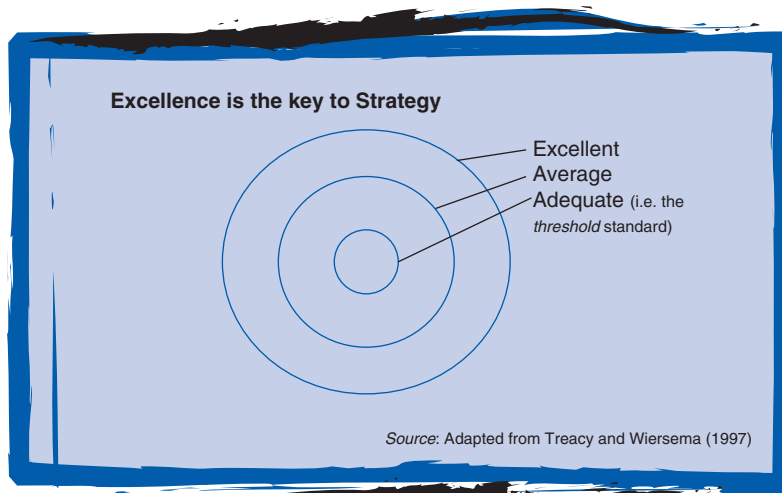 Excellence is the key to Strategy
Excellent
Average
Adequate (i.e. the
threshold standard)
Source: Adapted from Treacy and Wiersema (1997)